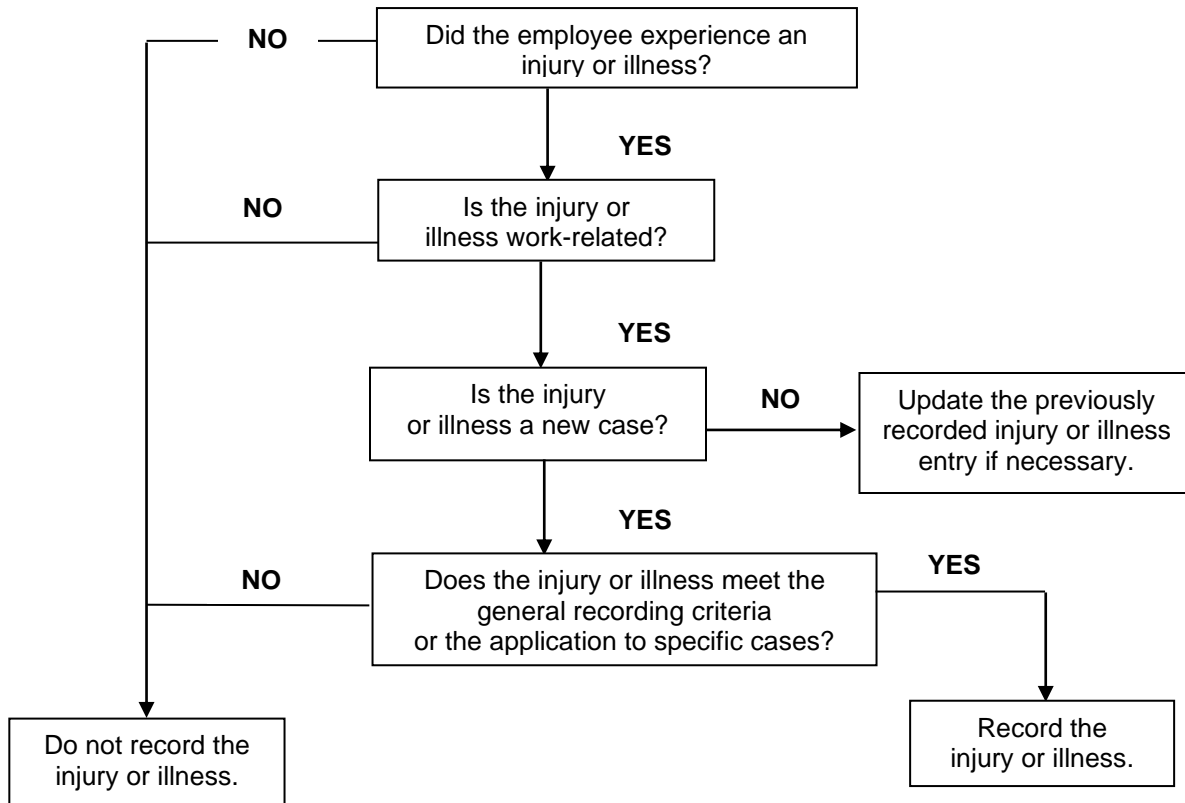 NO
Did the employee experience an
injury or illness?
YES
NO
Is the injury or
illness work-related?
YES
Is the injury
or illness a new case?
NO
Update the previously
recorded injury or illness
entry if necessary.
YES
NO
Does the injury or illness meet the
general recording criteria
or the application to specific cases?
YES
Do not record the
injury or illness.
Record the
injury or illness.